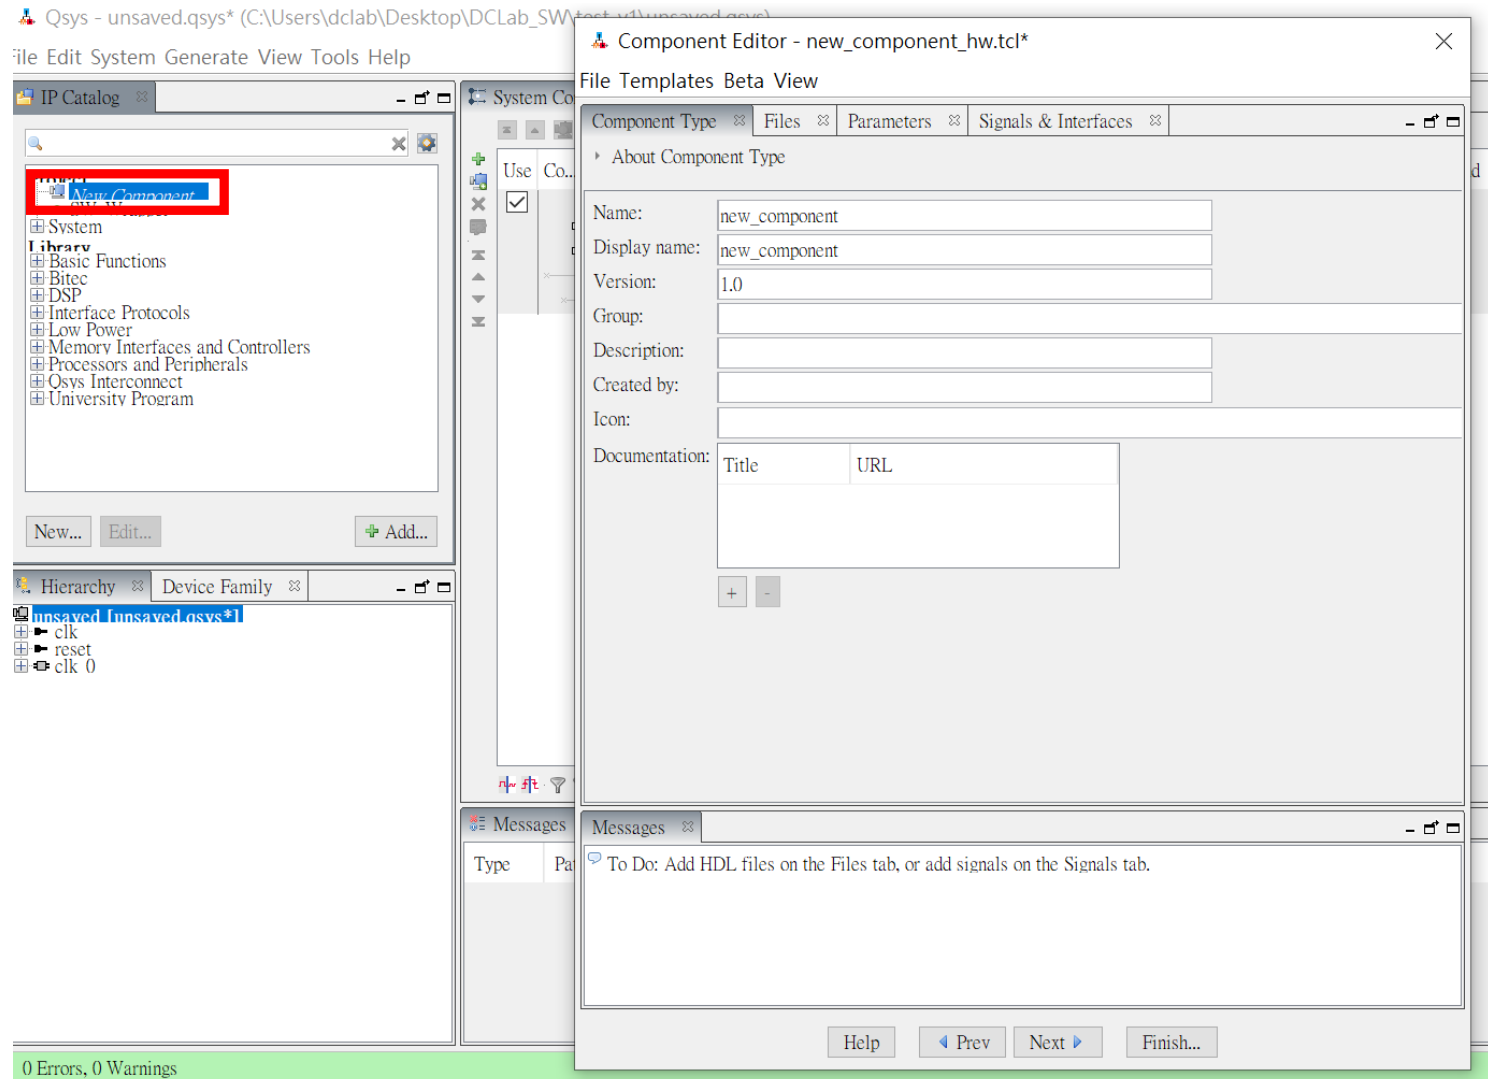 Qsys - unsaved.qsys* (C:\Users\dclab\Desktop\DCLab_SW\test_v1\unsaved.qsys)
File Edit System Generate View Tools Help
IP Catalog
New Component...
System
Library
Basic Functions
Bitec
DSP
Interface Protocols
Low Power
Memory Interfaces and Controllers
Processors and Peripherals
Qsys Interconnect
University Program
New...
Edit...
Add...
Hierarchy
Device Family
unsaved [unsaved.qsys*]
clk
reset
clk_0
System Co
Use
Co...
Messages
Type
Pat
0 Errors, 0 Warnings
Component Editor - new_component_hw.tcl*
File Templates Beta View
Component Type
Files
Parameters
Signals & Interfaces
About Component Type
Name:
new_component
Display name:
new_component
Version:
1.0
Group:
Description:
Created by:
Icon:
Documentation:
Title
URL
+
-
Messages
To Do: Add HDL files on the Files tab, or add signals on the Signals tab.
Help
Prev
Next
Finish...